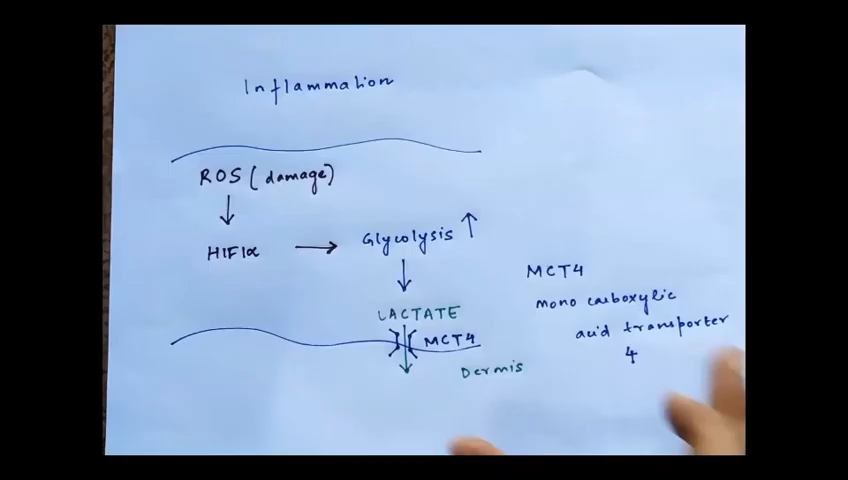 Inflammation
ROS (damage)
↓
HIF1α → Glycolysis ↑
↓
LACTATE
MCT4
Dermis
MCT4
mono carboxylic
acid transporter
4